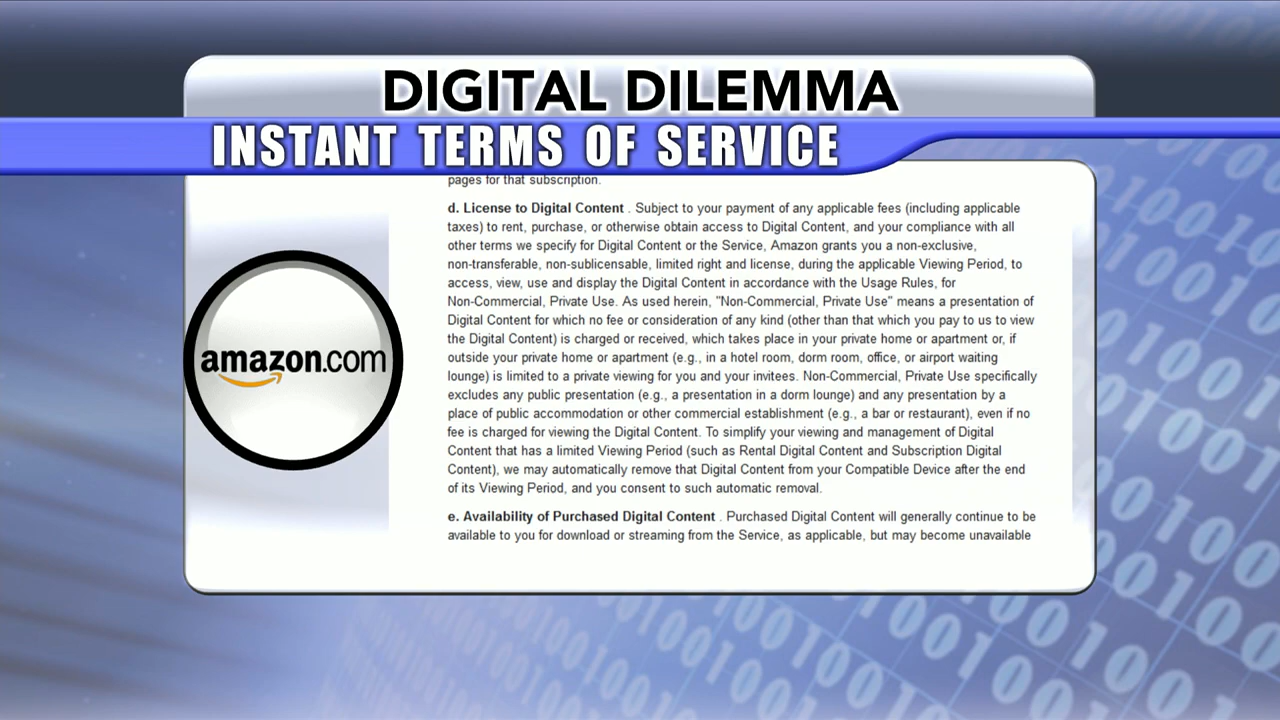 DIGITAL DILEMMA
INSTANT TERMS OF SERVICE
pages for that subscription.
d. License to Digital Content . Subject to your payment of any applicable fees (including applicable
taxes) to rent, purchase, or otherwise obtain access to Digital Content, and your compliance with all
other terms we specify for Digital Content or the Service, Amazon grants you a non-exclusive,
non-transferable, non-sublicensable, limited right and license, during the applicable Viewing Period, to
access, view, use and display the Digital Content in accordance with the Usage Rules, for
Non-Commercial, Private Use. As used herein, "Non-Commercial, Private Use" means a presentation of
Digital Content for which no fee or consideration of any kind (other than that which you pay to us to view
the Digital Content) is charged or received, which takes place in your private home or apartment or, if
outside your private home or apartment (e.g., in a hotel room, dorm room, office, or airport waiting
lounge) is limited to a private viewing for you and your invitees. Non-Commercial, Private Use specifically
excludes any public presentation (e.g., a presentation in a dorm lounge) and any presentation by a
place of public accommodation or other commercial establishment (e.g., a bar or restaurant), even if no
fee is charged for viewing the Digital Content. To simplify your viewing and management of Digital
Content that has a limited Viewing Period (such as Rental Digital Content and Subscription Digital
Content), we may automatically remove that Digital Content from your Compatible Device after the end
of its Viewing Period, and you consent to such automatic removal.
e. Availability of Purchased Digital Content . Purchased Digital Content will generally continue to be
available to you for download or streaming from the Service, as applicable, but may become unavailable
amazon.com